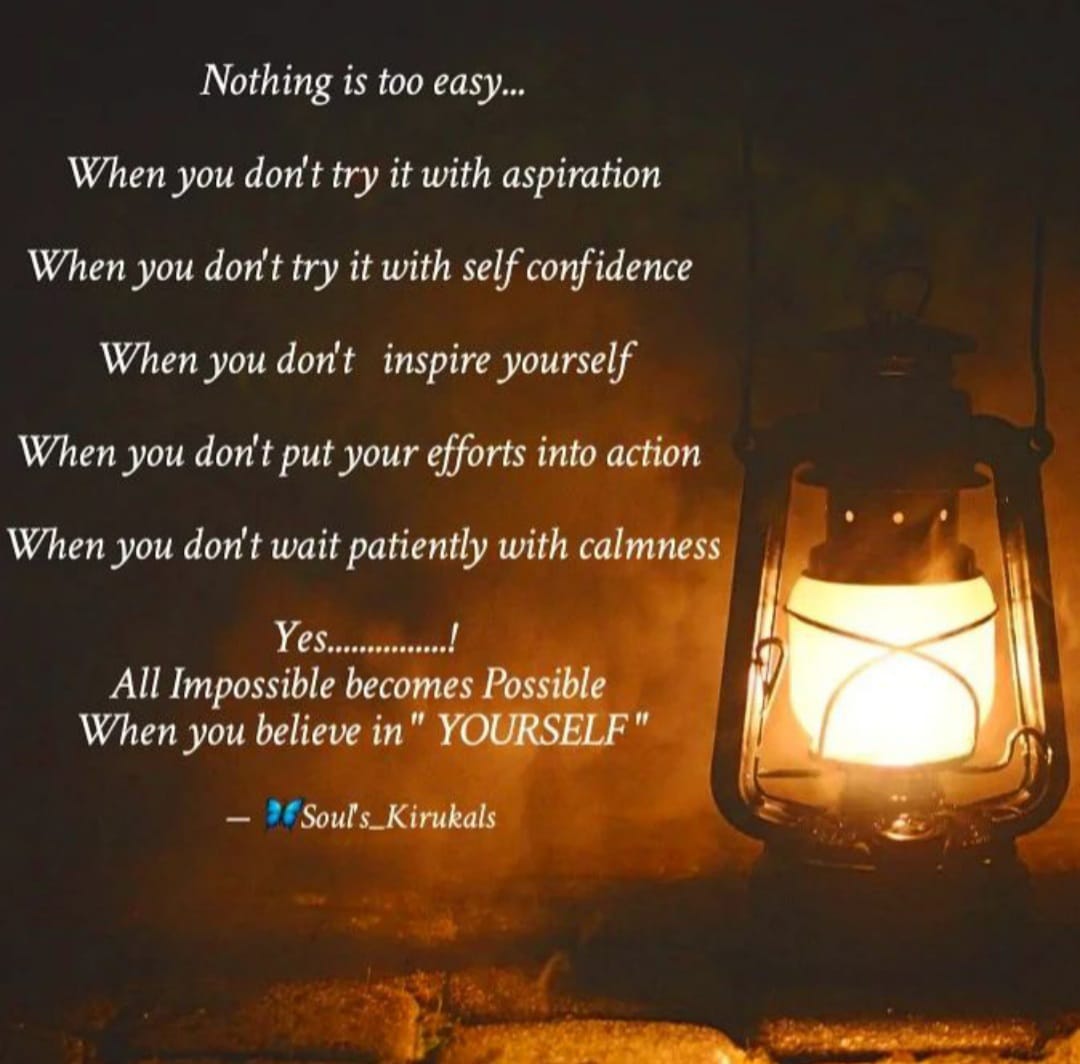 Nothing is too easy...
When you don't try it with aspiration
When you don't try it with self confidence
When you don't inspire yourself
When you don't put your efforts into action
When you don't wait patiently with calmness
Yes...............!
All Impossible becomes Possible
When you believe in " YOURSELF "
— 🦋Soul's_Kirukals